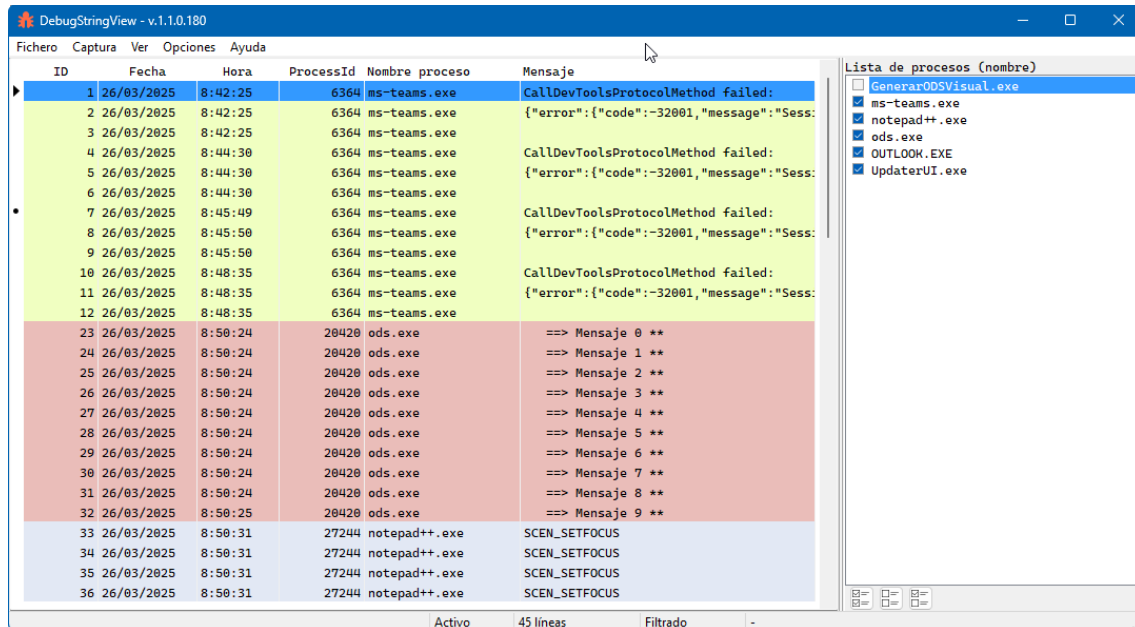 DebugStringView - v.1.1.0.180
Fichero Captura Ver Opciones Ayuda
ID Fecha Hora ProcessId Nombre proceso Mensaje
1 26/03/2025 8:42:25 6364 ms-teams.exe CallDevToolsProtocolMethod failed:
2 26/03/2025 8:42:25 6364 ms-teams.exe {"error":{"code":-32001,"message":"Sessi
3 26/03/2025 8:42:25 6364 ms-teams.exe
4 26/03/2025 8:44:30 6364 ms-teams.exe CallDevToolsProtocolMethod failed:
5 26/03/2025 8:44:30 6364 ms-teams.exe {"error":{"code":-32001,"message":"Sessi
6 26/03/2025 8:44:30 6364 ms-teams.exe
7 26/03/2025 8:45:49 6364 ms-teams.exe CallDevToolsProtocolMethod failed:
8 26/03/2025 8:45:50 6364 ms-teams.exe {"error":{"code":-32001,"message":"Sessi
9 26/03/2025 8:45:50 6364 ms-teams.exe
10 26/03/2025 8:48:35 6364 ms-teams.exe CallDevToolsProtocolMethod failed:
11 26/03/2025 8:48:35 6364 ms-teams.exe {"error":{"code":-32001,"message":"Sessi
12 26/03/2025 8:48:35 6364 ms-teams.exe
23 26/03/2025 8:50:24 20420 ods.exe ==> Mensaje 0 **
24 26/03/2025 8:50:24 20420 ods.exe ==> Mensaje 1 **
25 26/03/2025 8:50:24 20420 ods.exe ==> Mensaje 2 **
26 26/03/2025 8:50:24 20420 ods.exe ==> Mensaje 3 **
27 26/03/2025 8:50:24 20420 ods.exe ==> Mensaje 4 **
28 26/03/2025 8:50:24 20420 ods.exe ==> Mensaje 5 **
29 26/03/2025 8:50:24 20420 ods.exe ==> Mensaje 6 **
30 26/03/2025 8:50:24 20420 ods.exe ==> Mensaje 7 **
31 26/03/2025 8:50:24 20420 ods.exe ==> Mensaje 8 **
32 26/03/2025 8:50:25 20420 ods.exe ==> Mensaje 9 **
33 26/03/2025 8:50:31 27244 notepad++.exe SCEN_SETFOCUS
34 26/03/2025 8:50:31 27244 notepad++.exe SCEN_SETFOCUS
35 26/03/2025 8:50:31 27244 notepad++.exe SCEN_SETFOCUS
36 26/03/2025 8:50:31 27244 notepad++.exe SCEN_SETFOCUS
Lista de procesos (nombre)
GenerarODSVisual.exe
ms-teams.exe
notepad++.exe
ods.exe
OUTLOOK.EXE
UpdaterUI.exe
Activo 45 líneas Filtrado -